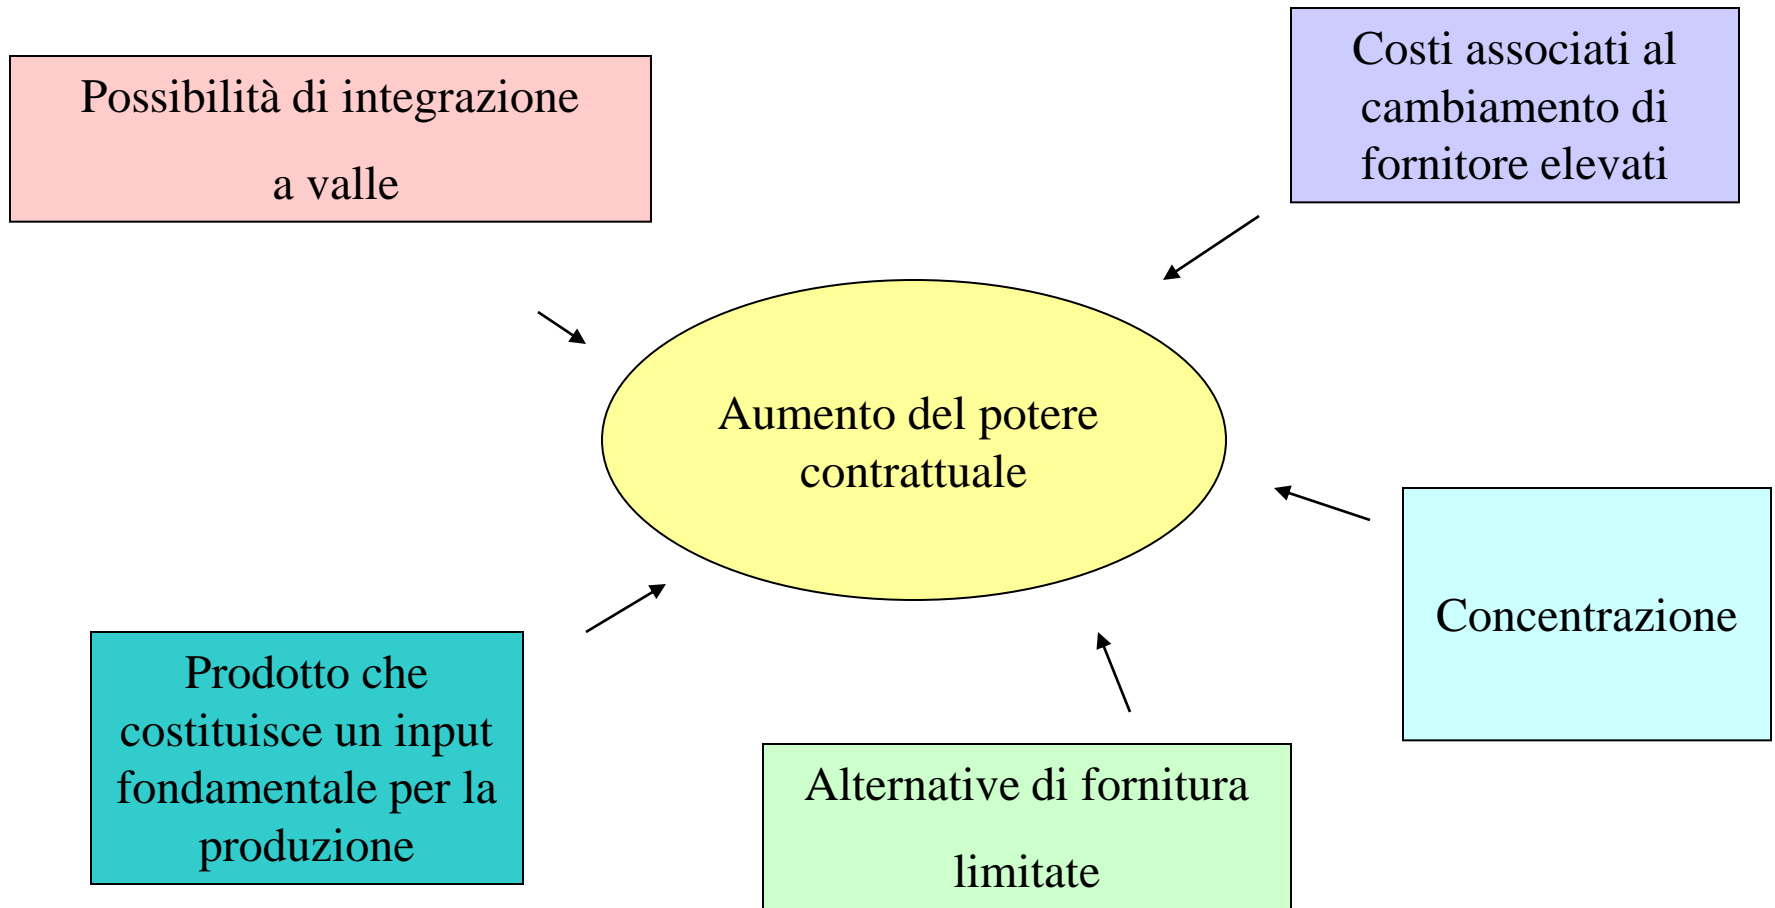 Possibilità di integrazione
a valle
Costi associati al
cambiamento di
fornitore elevati
Aumento del potere
contrattuale
Concentrazione
Prodotto che
costituisce un input
fondamentale per la
produzione
Alternative di fornitura
limitate